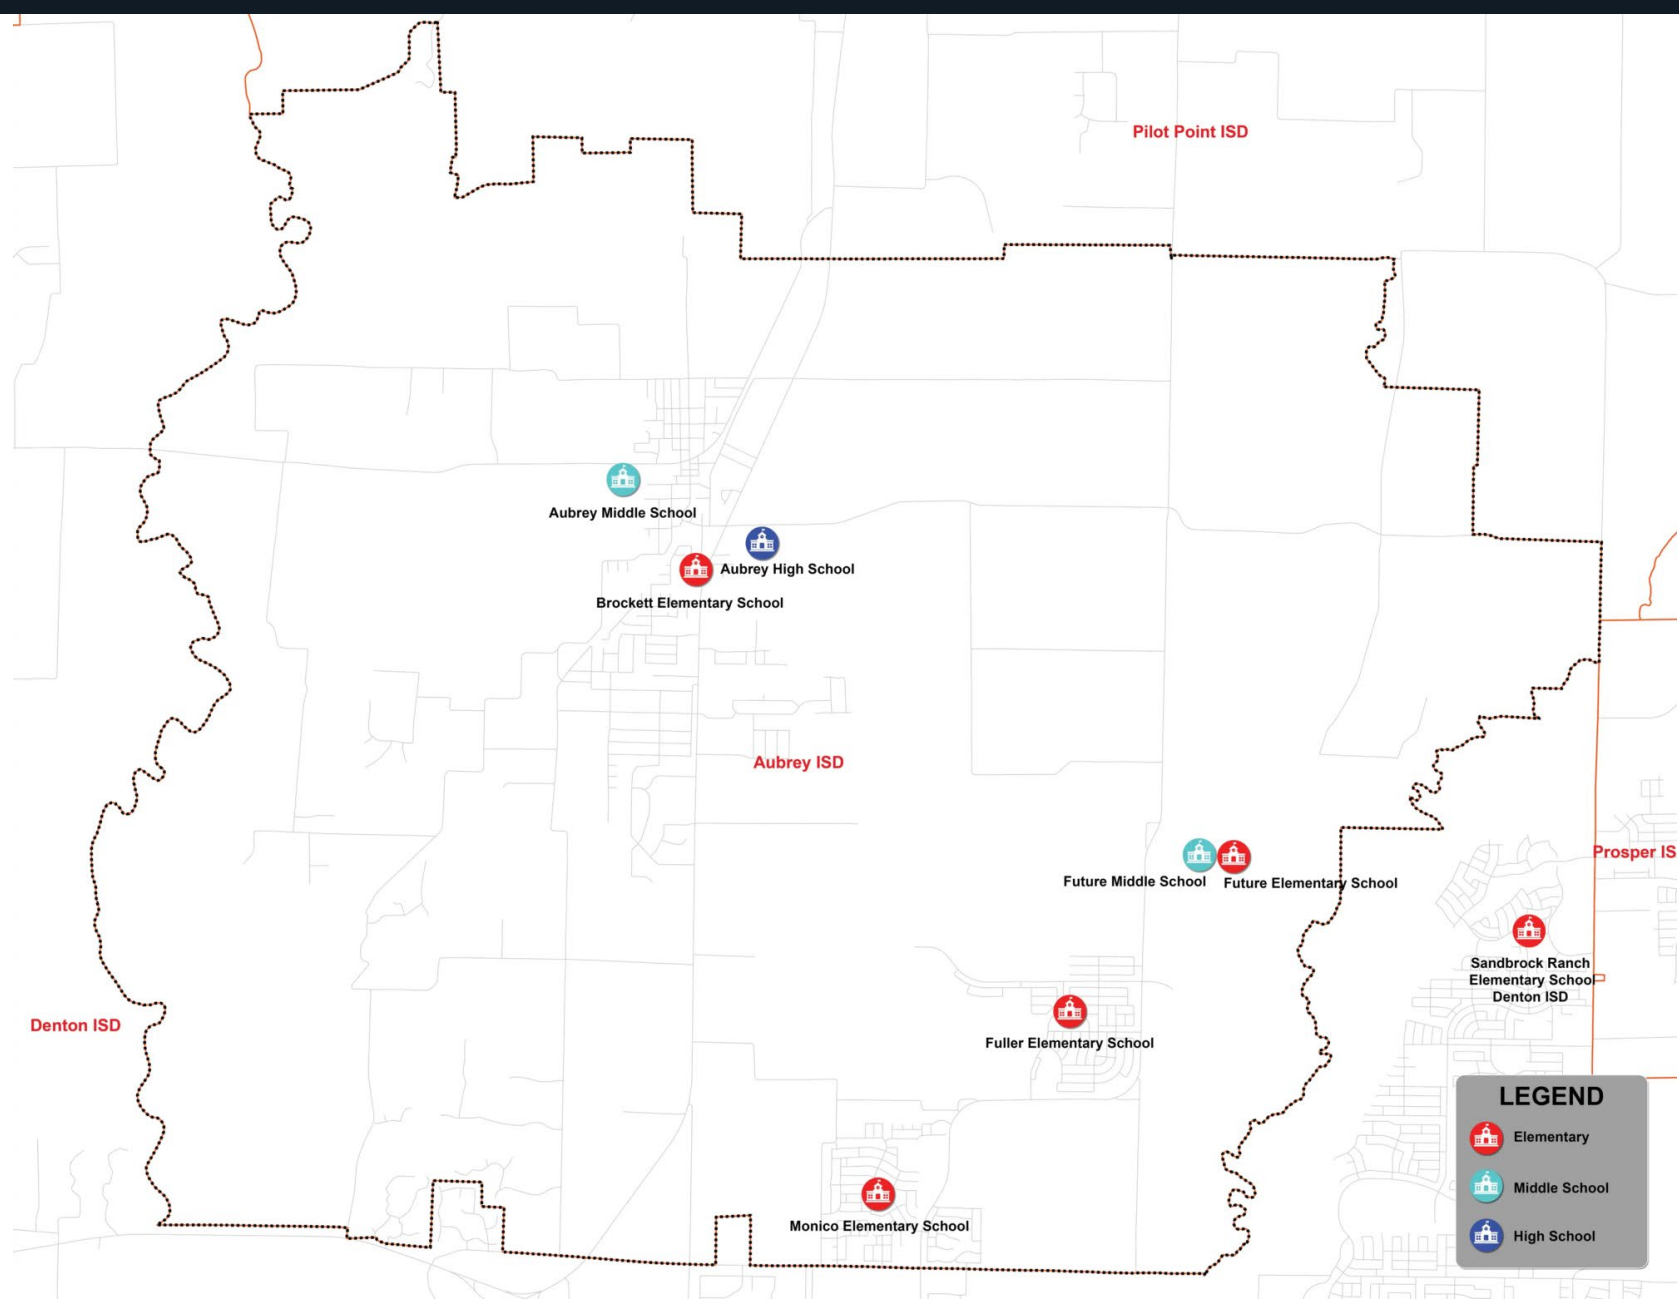 Pilot Point ISD
Aubrey Middle School
Aubrey High School
Brockett Elementary School
Aubrey ISD
Prosper IS
Future Middle School
Future Elementary School
Sandbrock Ranch
Elementary School
Denton ISD
Denton ISD
Fuller Elementary School
Monico Elementary School
LEGEND
Elementary
Middle School
High School